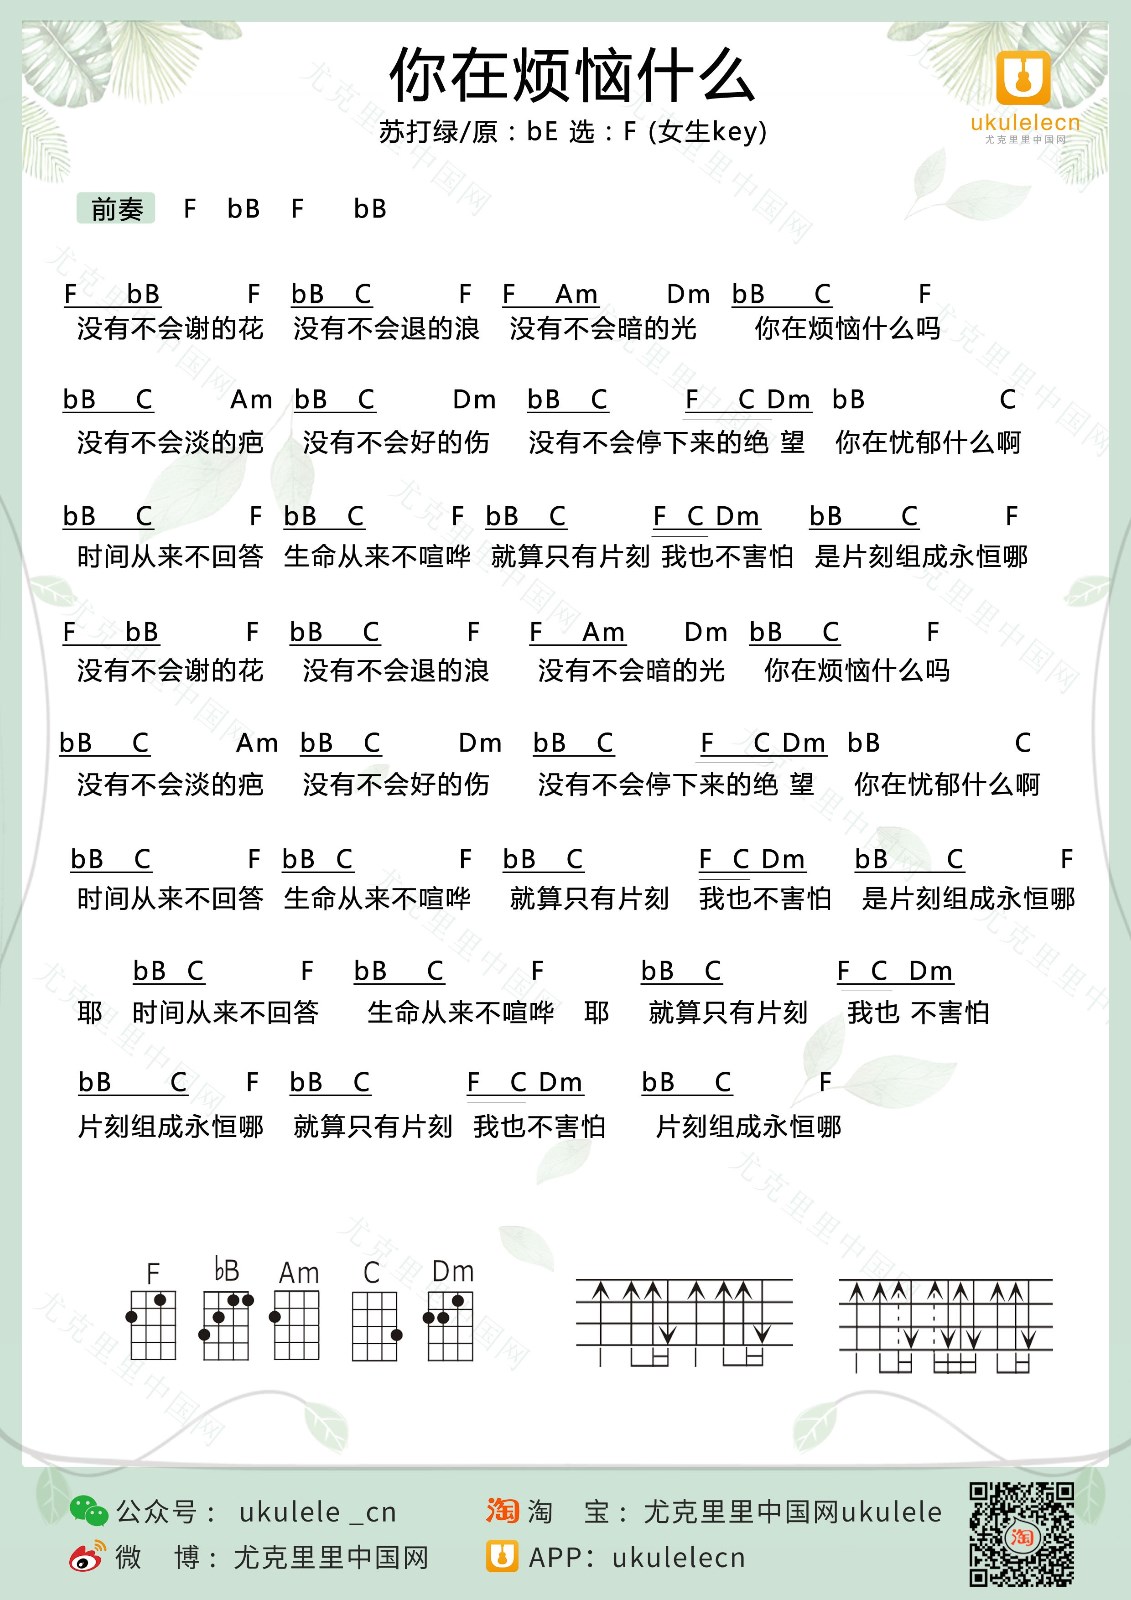 你在烦恼什么
苏打绿/原：bE 选：F (女生key)
ukulelecn
尤克里里中国网
前奏 F bB F bB
F bB F bB C F F Am Dm bB C F
没有不会谢的花 没有不会退的浪 没有不会暗的光 你在烦恼什么吗
bB C Am bB C Dm bB C F C Dm bB C
没有不会淡的疤 没有不会好的伤 没有不会停下来的绝 望 你在忧郁什么啊
bB C F bB C F bB C F C Dm bB C F
时间从来不回答 生命从来不喧哗 就算只有片刻 我也不害怕 是片刻组成永恒哪
F bB F bB C F F Am Dm bB C F
没有不会谢的花 没有不会退的浪 没有不会暗的光 你在烦恼什么吗
bB C Am bB C Dm bB C F C Dm bB C
没有不会淡的疤 没有不会好的伤 没有不会停下来的绝 望 你在忧郁什么啊
bB C F bB C F bB C F C Dm bB C F
时间从来不回答 生命从来不喧哗 就算只有片刻 我也不害怕 是片刻组成永恒哪
bB C F bB C F bB C F C Dm
耶 时间从来不回答 生命从来不喧哗 耶 就算只有片刻 我也 不害怕
bB C F bB C F C Dm bB C F
片刻组成永恒哪 就算只有片刻 我也不害怕 片刻组成永恒哪
F ♭B Am C Dm
公众号： ukulele _cn 淘 淘 宝：尤克里里中国网ukulele
微 博：尤克里里中国网 APP：ukulelecn
淘